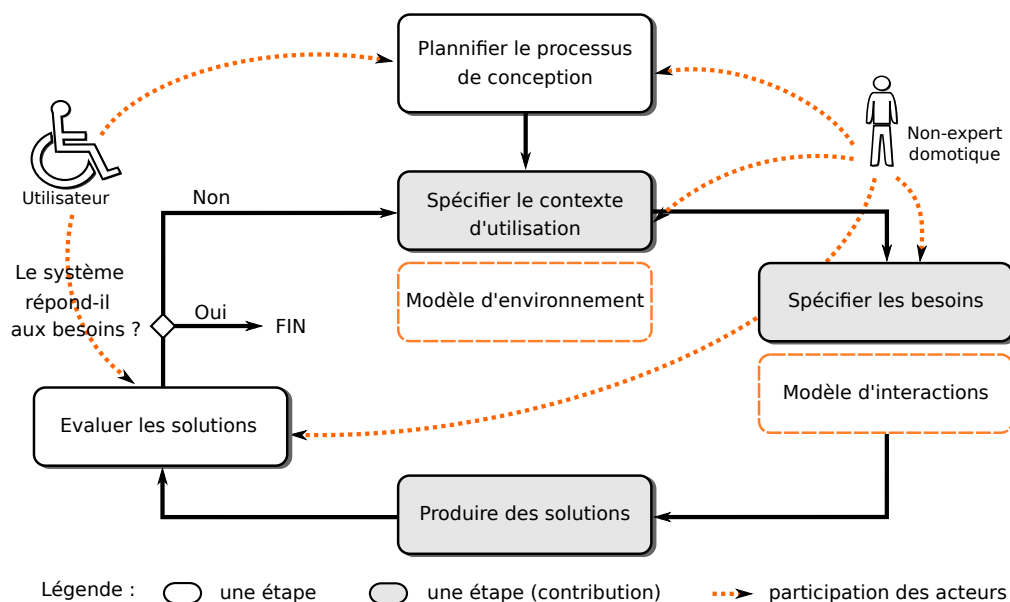 Plannifier le processus
de conception
Non-expert
domotique
Utilisateur
Non
Spécifier le contexte
d'utilisation
Le système
répond-il
aux besoins ?
Oui
FIN
Modèle d'environnement
Spécifier les besoins
Modèle d'interactions
Evaluer les solutions
Produire des solutions
Légende :
une étape
une étape (contribution)
participation des acteurs